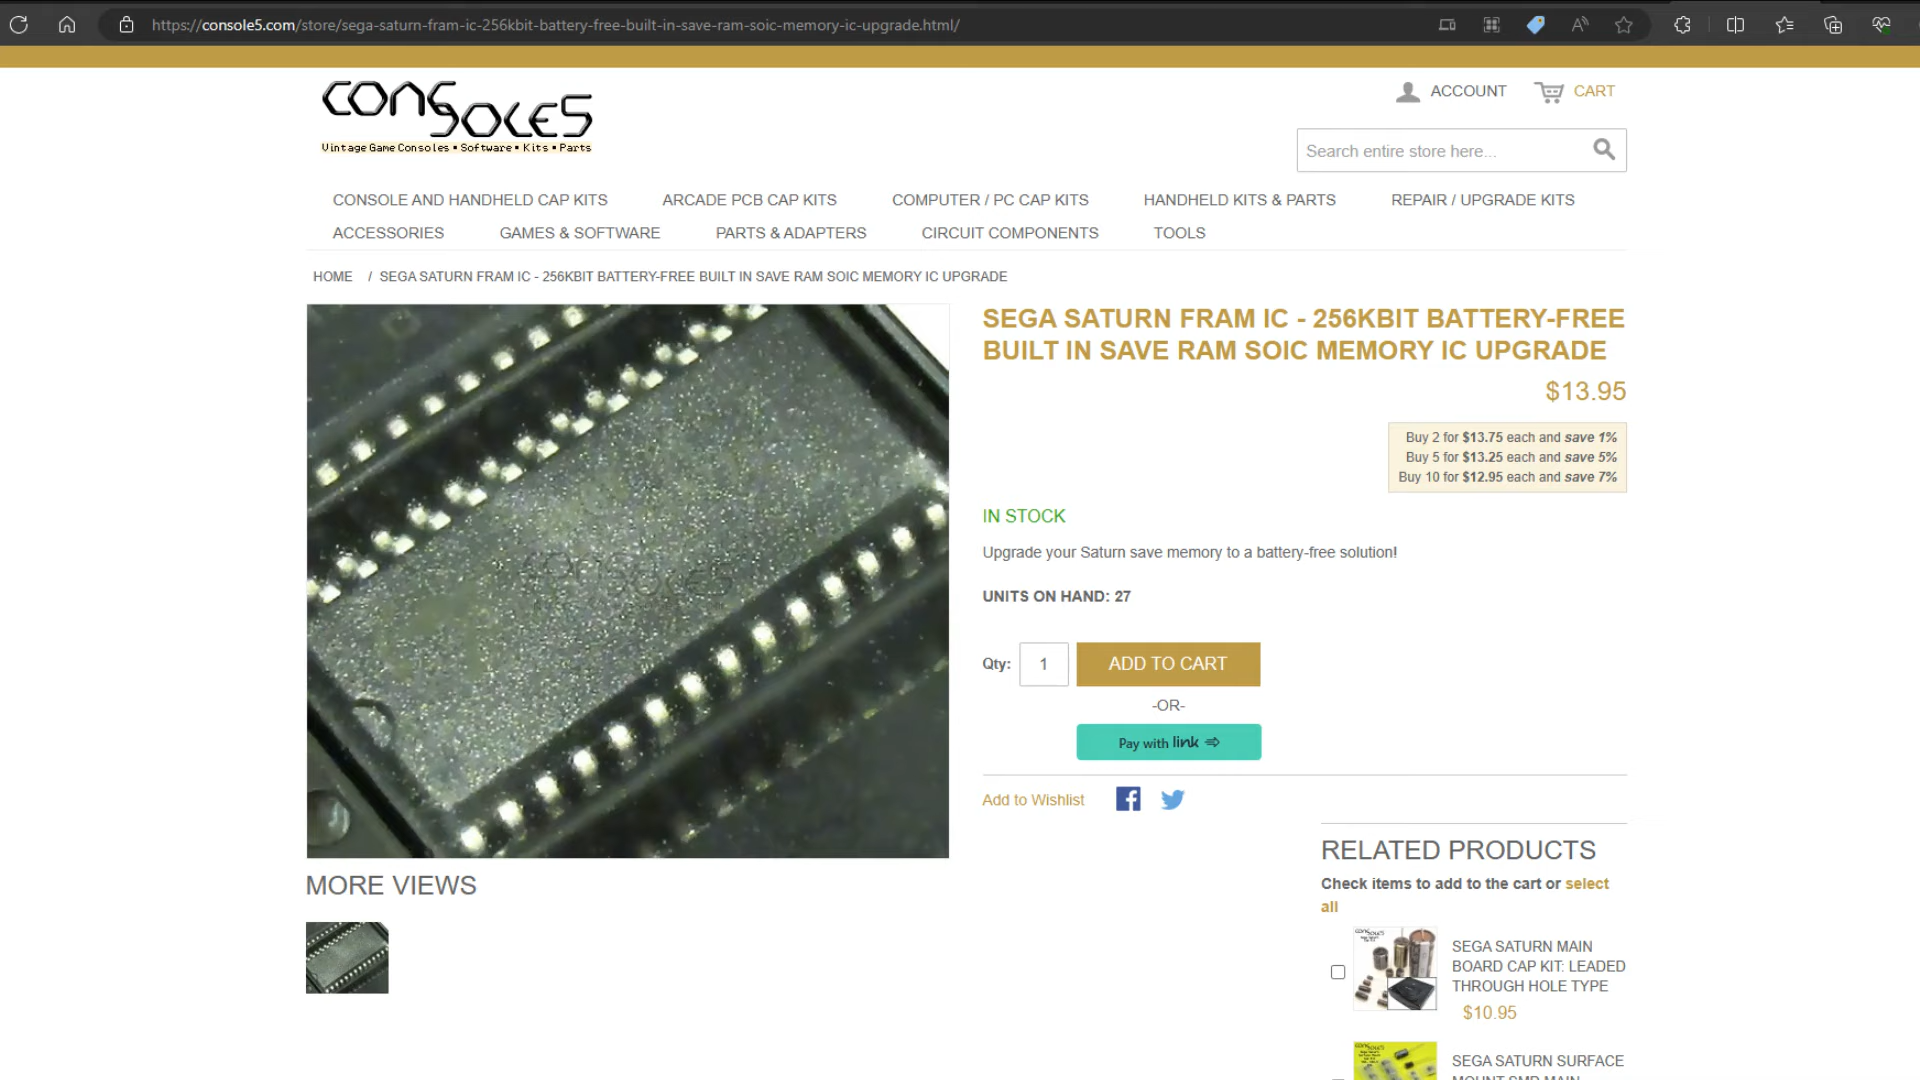 https://console5.com/store/sega-saturn-fram-ic-256kbit-battery-free-built-in-save-ram-soic-memory-ic-upgrade.html/
CONSOLE5
Vintage Game Consoles • Software • Kits • Parts
ACCOUNT
CART
Search entire store here...
CONSOLE AND HANDHELD CAP KITS
ARCADE PCB CAP KITS
COMPUTER / PC CAP KITS
HANDHELD KITS & PARTS
REPAIR / UPGRADE KITS
ACCESSORIES
GAMES & SOFTWARE
PARTS & ADAPTERS
CIRCUIT COMPONENTS
TOOLS
HOME / SEGA SATURN FRAM IC - 256KBIT BATTERY-FREE BUILT IN SAVE RAM SOIC MEMORY IC UPGRADE
SEGA SATURN FRAM IC - 256KBIT BATTERY-FREE
BUILT IN SAVE RAM SOIC MEMORY IC UPGRADE
$13.95
Buy 2 for $13.75 each and save 1%
Buy 5 for $13.25 each and save 5%
Buy 10 for $12.95 each and save 7%
IN STOCK
Upgrade your Saturn save memory to a battery-free solution!
UNITS ON HAND: 27
Qty: 1 ADD TO CART
-OR-
Pay with link
Add to Wishlist
MORE VIEWS
RELATED PRODUCTS
Check items to add to the cart or select
all
SEGA SATURN MAIN
BOARD CAP KIT: LEADED
THROUGH HOLE TYPE
$10.95
SEGA SATURN SURFACE
MOUNT SMD MAIN